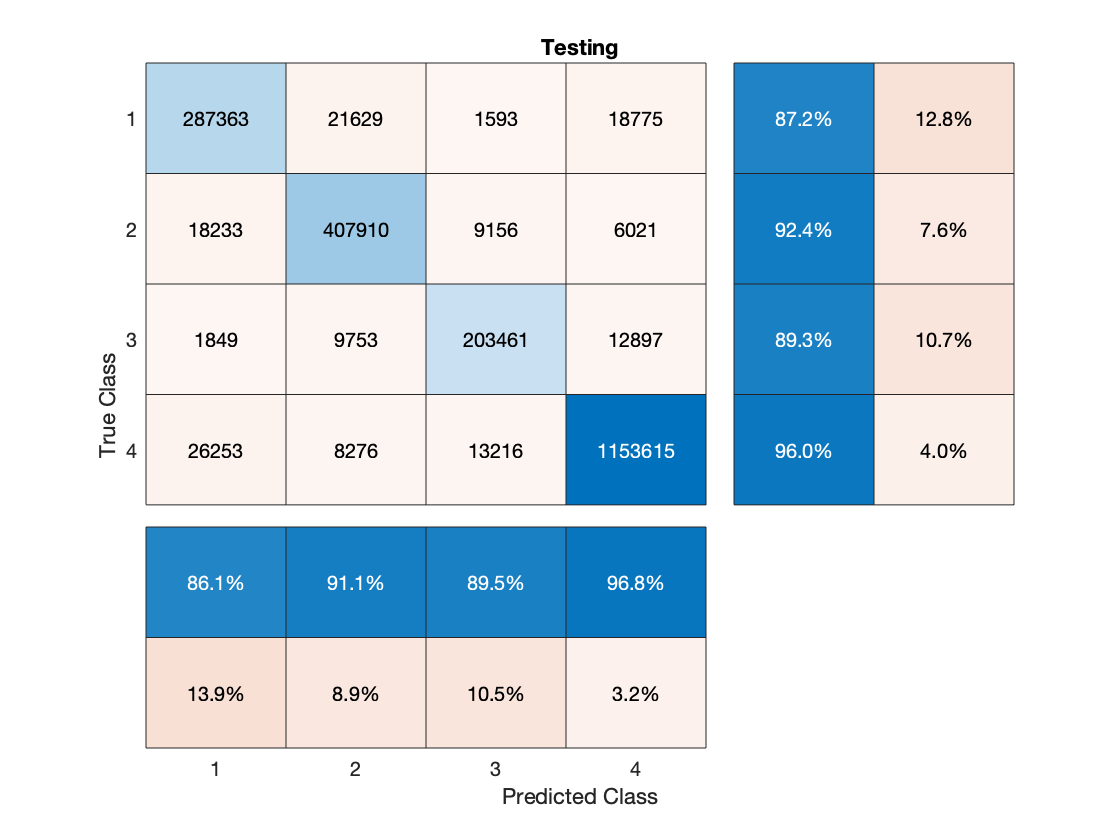 Testing
1 287363 21629 1593 18775 87.2% 12.8%
2 18233 407910 9156 6021 92.4% 7.6%
3 1849 9753 203461 12897 89.3% 10.7%
4 26253 8276 13216 1153615 96.0% 4.0%
True Class
86.1% 91.1% 89.5% 96.8%
13.9% 8.9% 10.5% 3.2%
1 2 3 4
Predicted Class